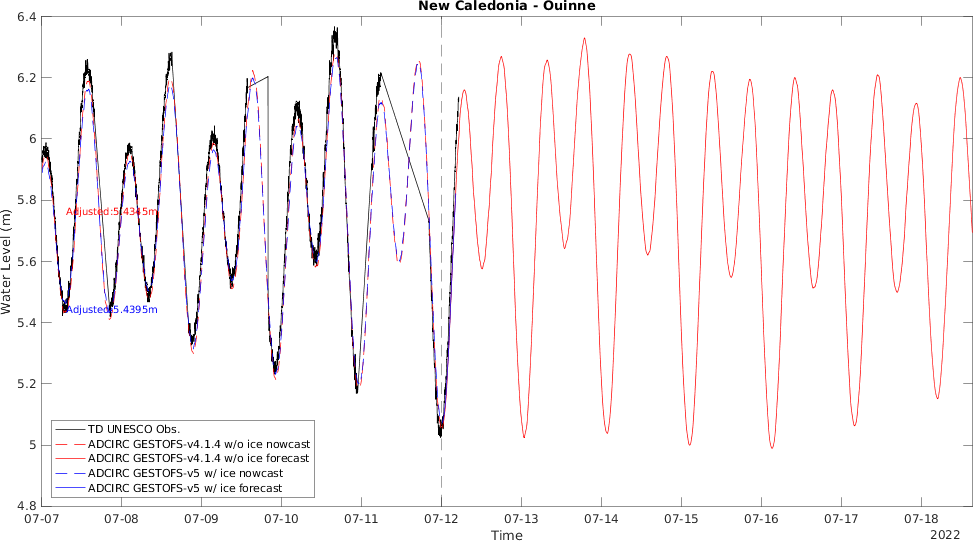 New Caledonia - Ouinne
6.4
6.2
6
5.8
5.6
5.4
5.2
5
4.8
Water Level (m)
Adjusted:5.4345m
Adjusted:5.4395m
TD UNESCO Obs.
ADCIRC GESTOFS-v4.1.4 w/o ice nowcast
ADCIRC GESTOFS-v4.1.4 w/o ice forecast
ADCIRC GESTOFS-v5 w/ ice nowcast
ADCIRC GESTOFS-v5 w/ ice forecast
07-07 07-08 07-09 07-10 07-11 07-12 07-13 07-14 07-15 07-16 07-17 07-18
Time
2022